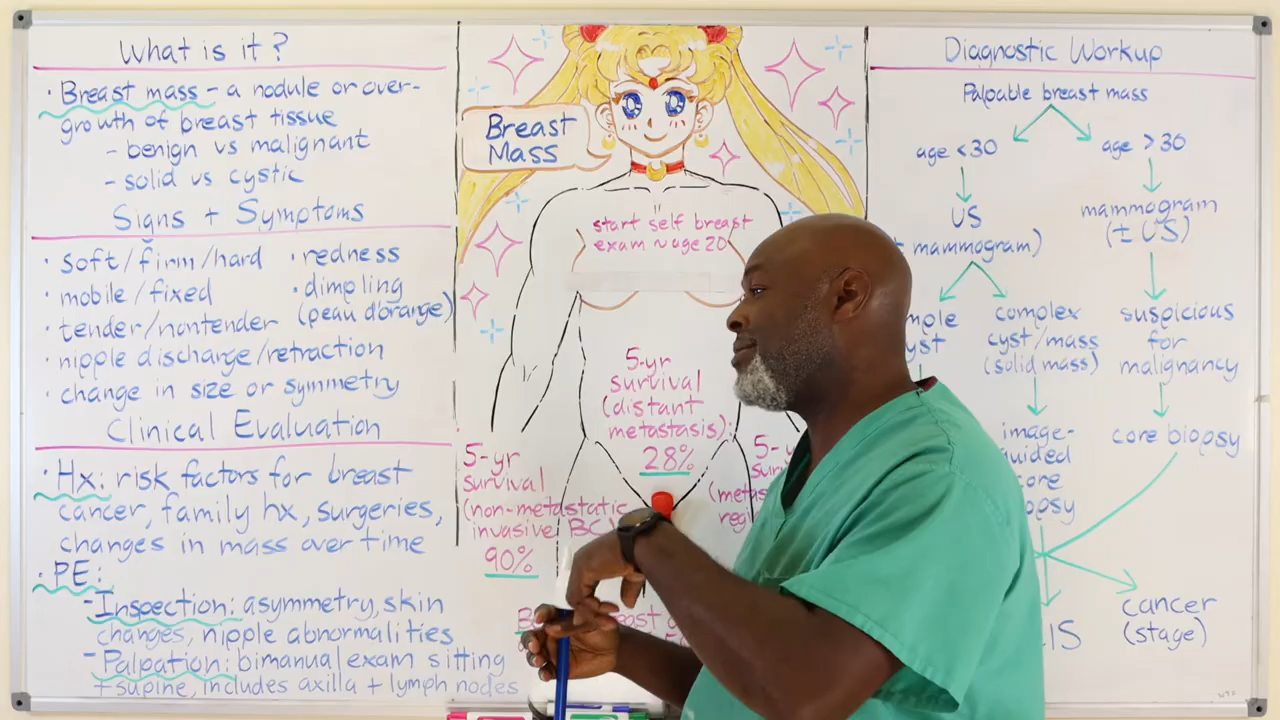 What is it?
· Breast mass - a nodule or over-
growth of breast tissue
- benign vs malignant
- solid vs cystic
Signs + Symptoms
· soft/firm/hard
· mobile/fixed
· tender/nontender
· nipple discharge/retraction
· change in size or symmetry
· redness
· dimpling
(peau d'orange)
Clinical Evaluation
· Hx: risk factors for breast
cancer, family hx, surgeries,
changes in mass over time
· PE:
- Inspection: asymmetry, skin
changes, nipple abnormalities
- Palpation: bimanual exam sitting
+ supine, includes axilla + lymph nodes
Breast
Mass
start self breast
exam ~ age 20
5-yr
survival
(distant
metastasis):
28%
5-yr
survival
(non-metastatic
invasive
90%
5-
Diagnostic Workup
Palpable breast mass
age <30
US
mammogram)
complex
cyst/mass
(solid mass)
age >30
mammogram
(± US)
suspicious
for
malignancy
core biopsy
cancer
(stage)